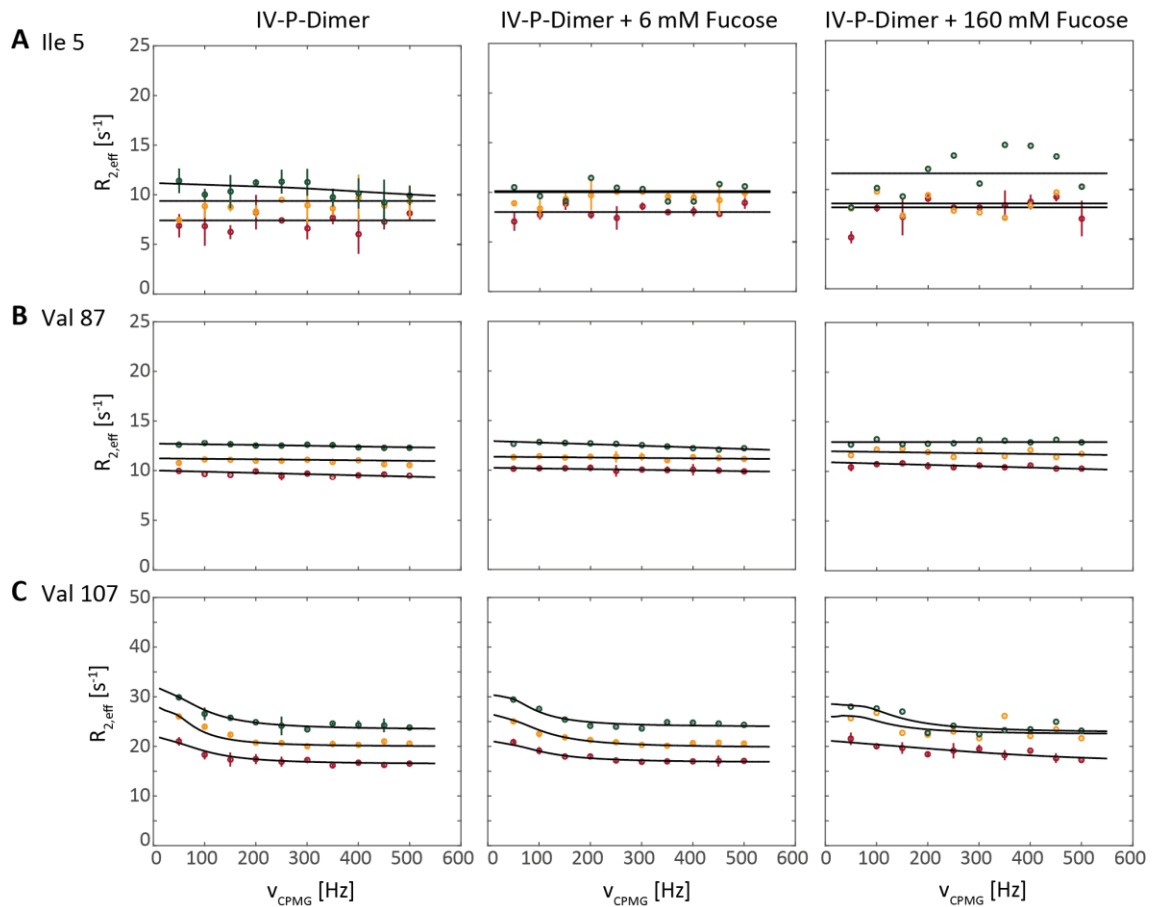 IV-P-Dimer
IV-P-Dimer + 6 mM Fucose
IV-P-Dimer + 160 mM Fucose
A Ile 5
25
20
15
10
5
0
R2,eff [s-1]
B Val 87
25
20
15
10
5
0
R2,eff [s-1]
C Val 107
50
40
30
20
10
0
R2,eff [s-1]
0 100 200 300 400 500 600
0 100 200 300 400 500 600
0 100 200 300 400 500 600
νCPMG [Hz]
νCPMG [Hz]
νCPMG [Hz]